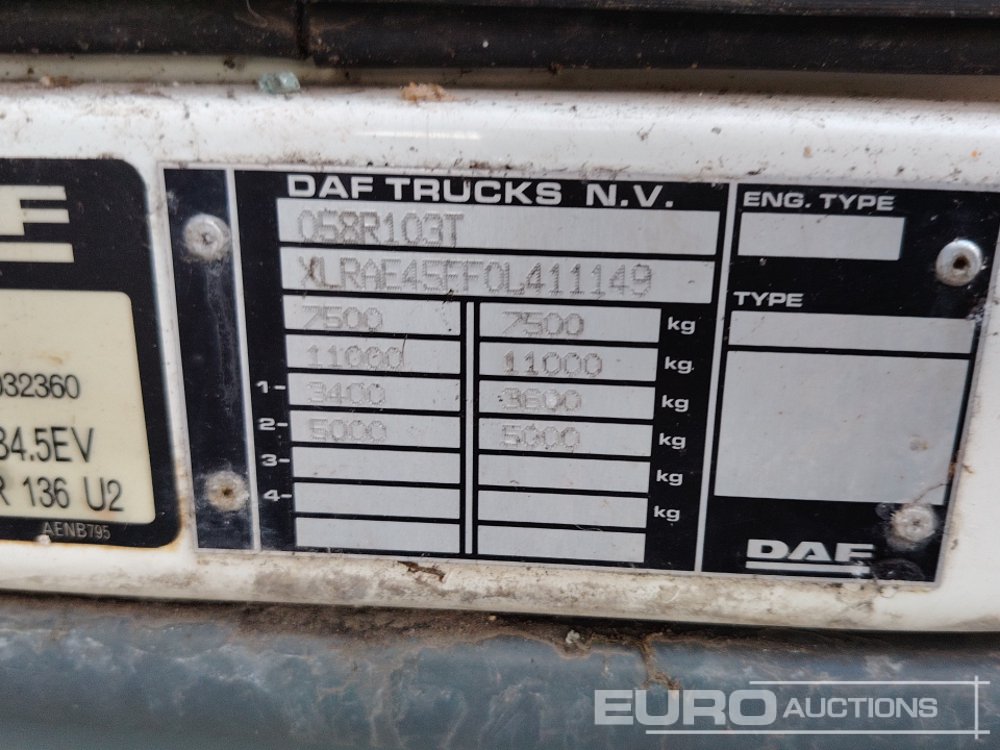 F
032360
34.5EV
R 136 U2
AENB795
DAF TRUCKS N.V.
058R103T
XLRAE45FF0L411149
7500 7500 kg
11000 11000 kg
1- 3400 3600 kg
2- 5000 5000 kg
3- kg
4- kg
ENG. TYPE
TYPE
DAF
EURO AUCTIONS